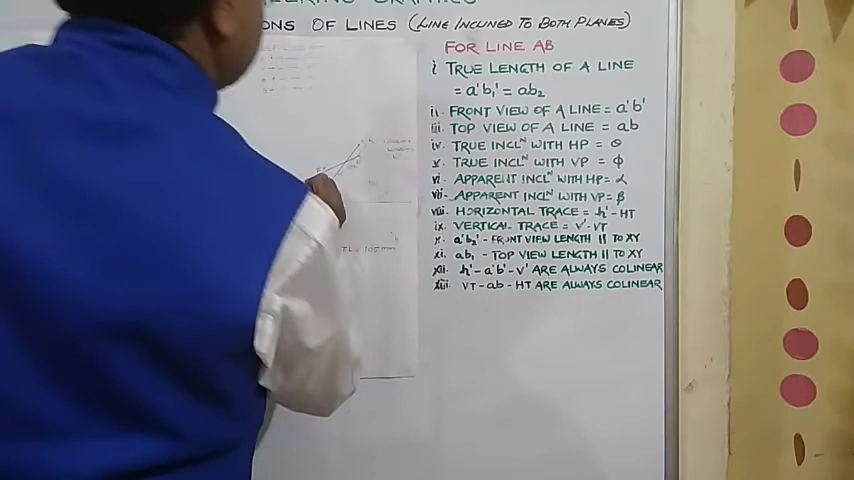 ONS OF LINES (LINE INCLINED TO BOTH PLANES)
FOR LINE AB
i TRUE LENGTH OF A LINE
= a'b₁' = ab₂
ii. FRONT VIEW OF A LINE = a'b'
iii. TOP VIEW OF A LINE = ab
iv. TRUE INCLᴺ WITH HP = θ
v. TRUE INCLᴺ WITH VP = ϕ
vi. APPARENT INCLᴺ WITH HP = α
vii. APPARENT INCLᴺ WITH VP = β
viii. HORIZONTAL TRACE = h'-HT
ix. VERTICAL TRACE = v'-VT
x. a'b₂' - FRONT VIEW LENGTH || TO XY
xi. ab₁ - TOP VIEW LENGTH || TO XY
xii. h'-a'b'-v' ARE ALWAYS COLINEAR
xiii. VT-ab-HT ARE ALWAYS COLINEAR
TL = 105mm